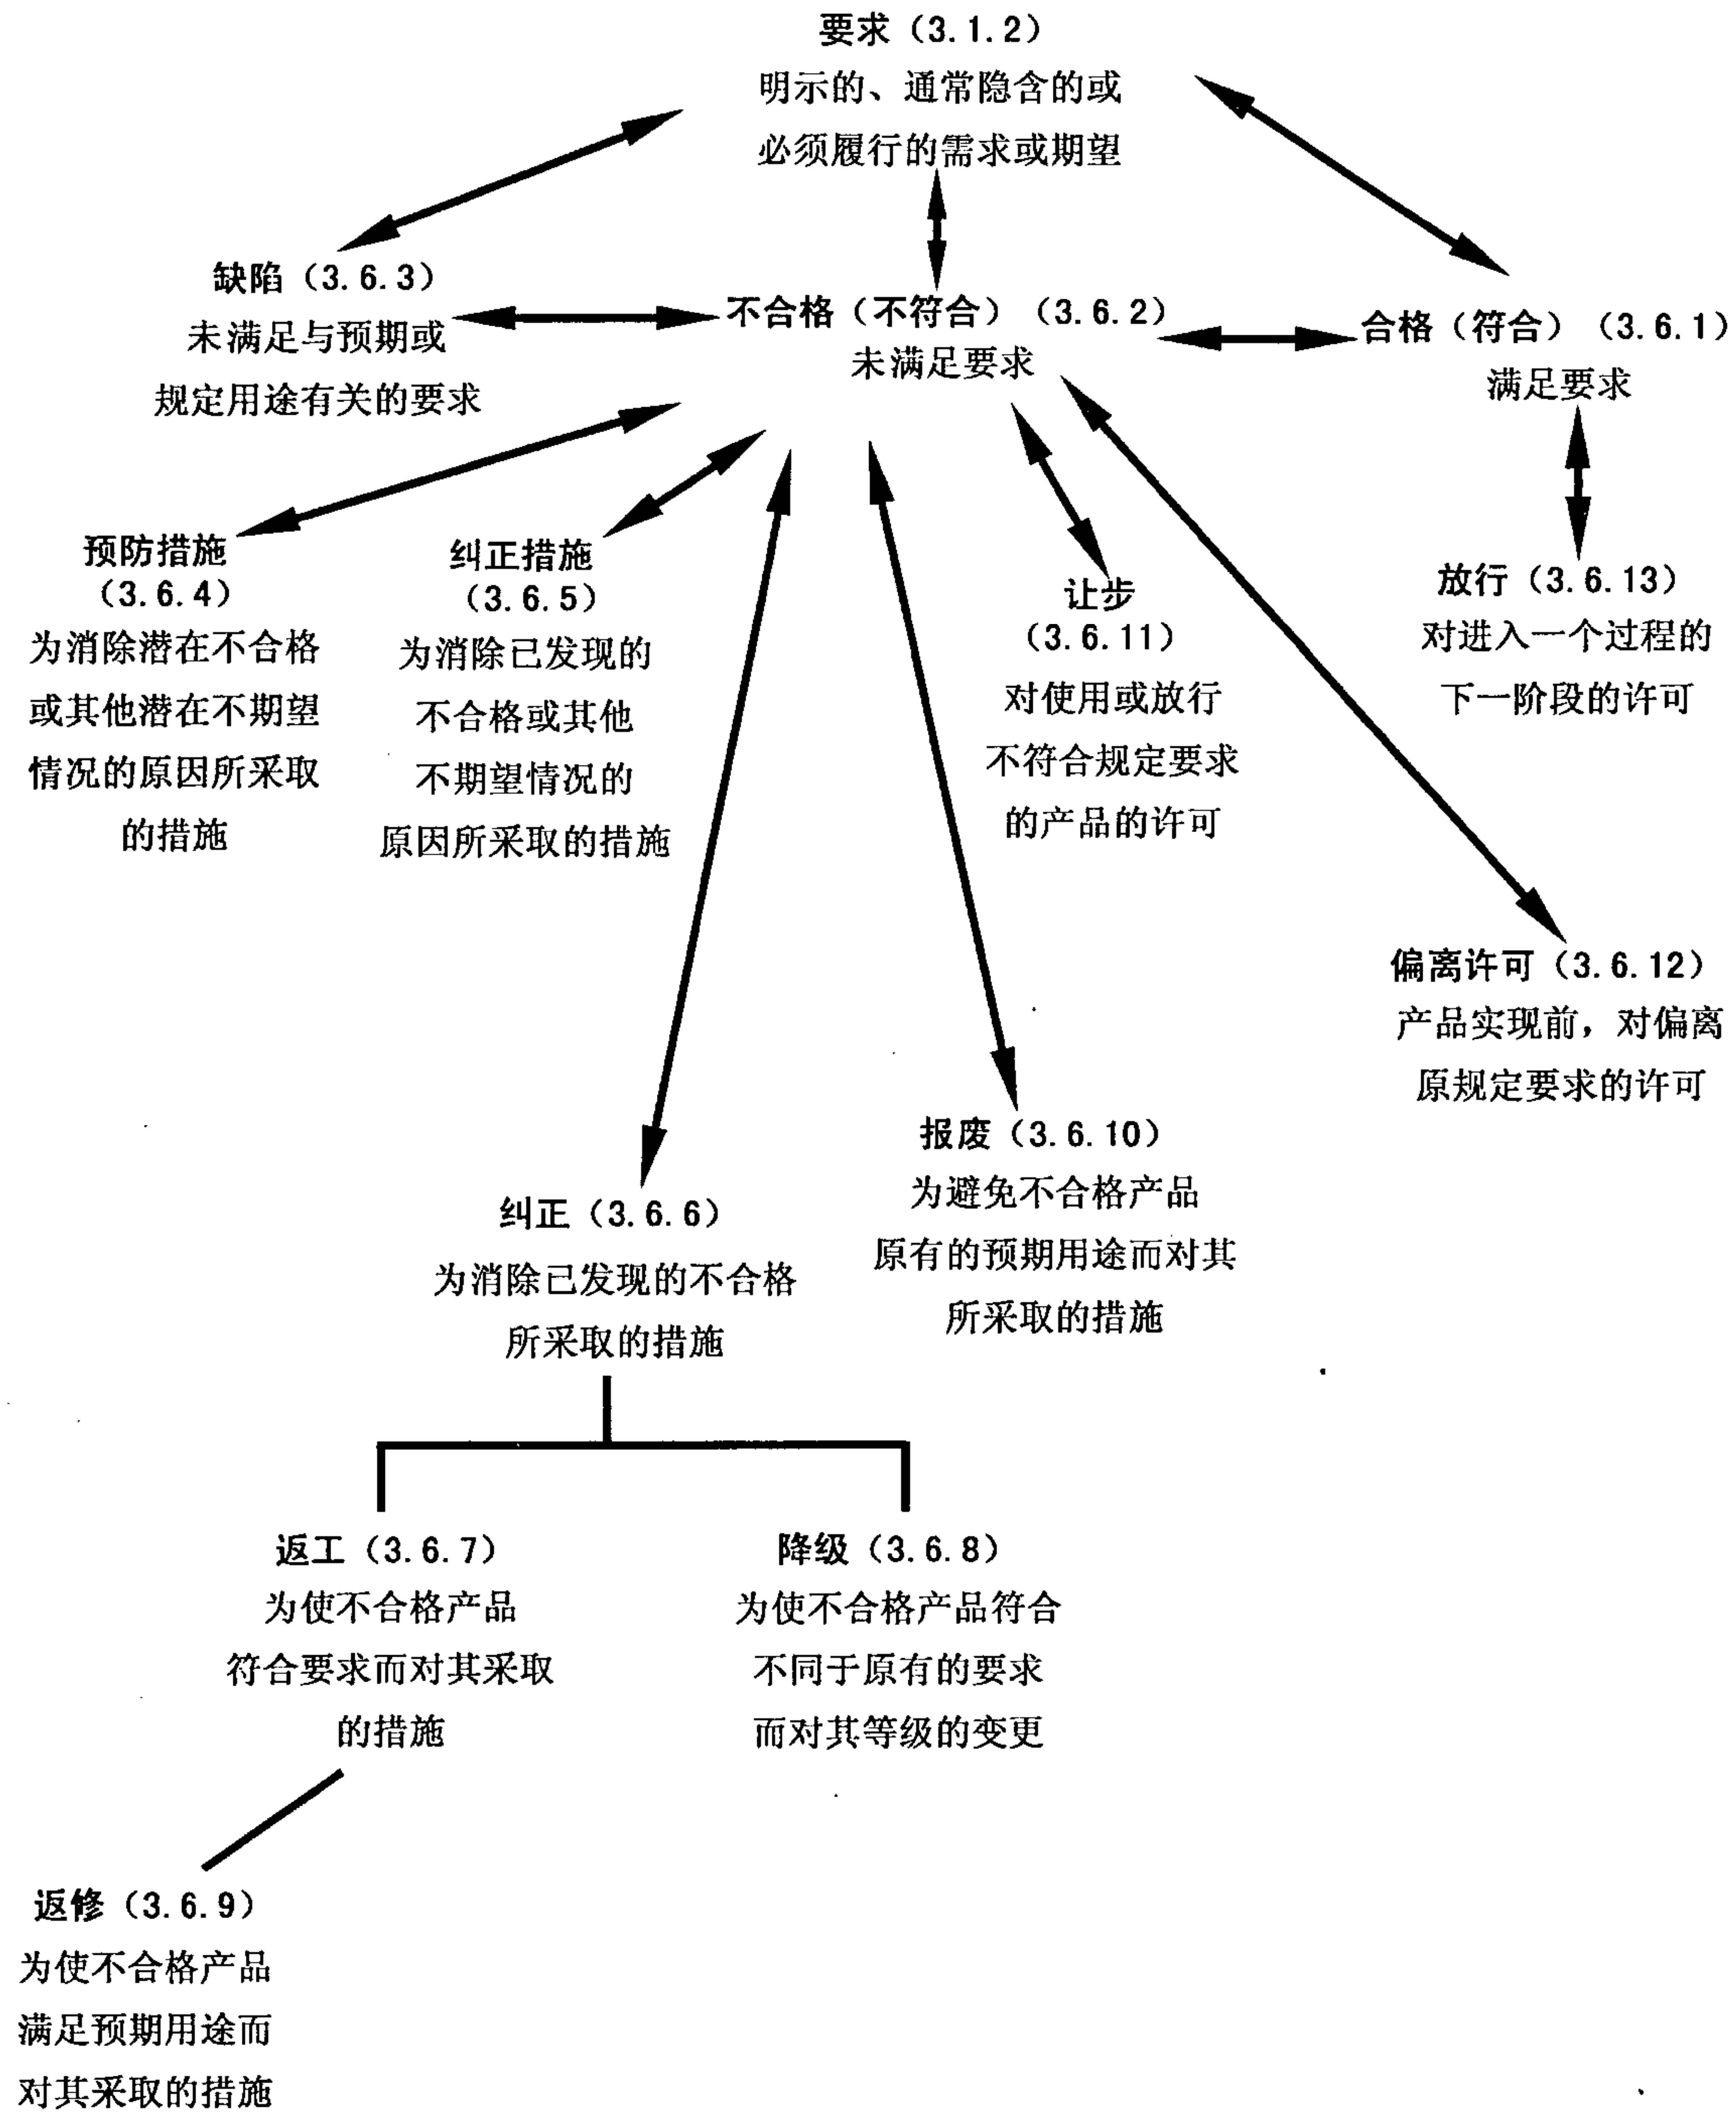 要求（3.1.2）
明示的、通常隐含的或
必须履行的需求或期望
缺陷（3.6.3）
未满足与预期或
规定用途有关的要求
不合格（不符合）（3.6.2）
未满足要求
合格（符合）（3.6.1）
满足要求
预防措施
（3.6.4）
为消除潜在不合格
或其他潜在不期望
情况的原因所采取
的措施
纠正措施
（3.6.5）
为消除已发现的
不合格或其他
不期望情况的
原因所采取的措施
让步
（3.6.11）
对使用或放行
不符合规定要求
的产品的许可
放行（3.6.13）
对进入一个过程的
下一阶段的许可
偏离许可（3.6.12）
产品实现前，对偏离
原规定要求的许可
报废（3.6.10）
为避免不合格产品
原有的预期用途而对其
所采取的措施
纠正（3.6.6）
为消除已发现的不合格
所采取的措施
返工（3.6.7）
为使不合格产品
符合要求而对其采取
的措施
降级（3.6.8）
为使不合格产品符合
不同于原有的要求
而对其等级的变更
返修（3.6.9）
为使不合格产品
满足预期用途而
对其采取的措施